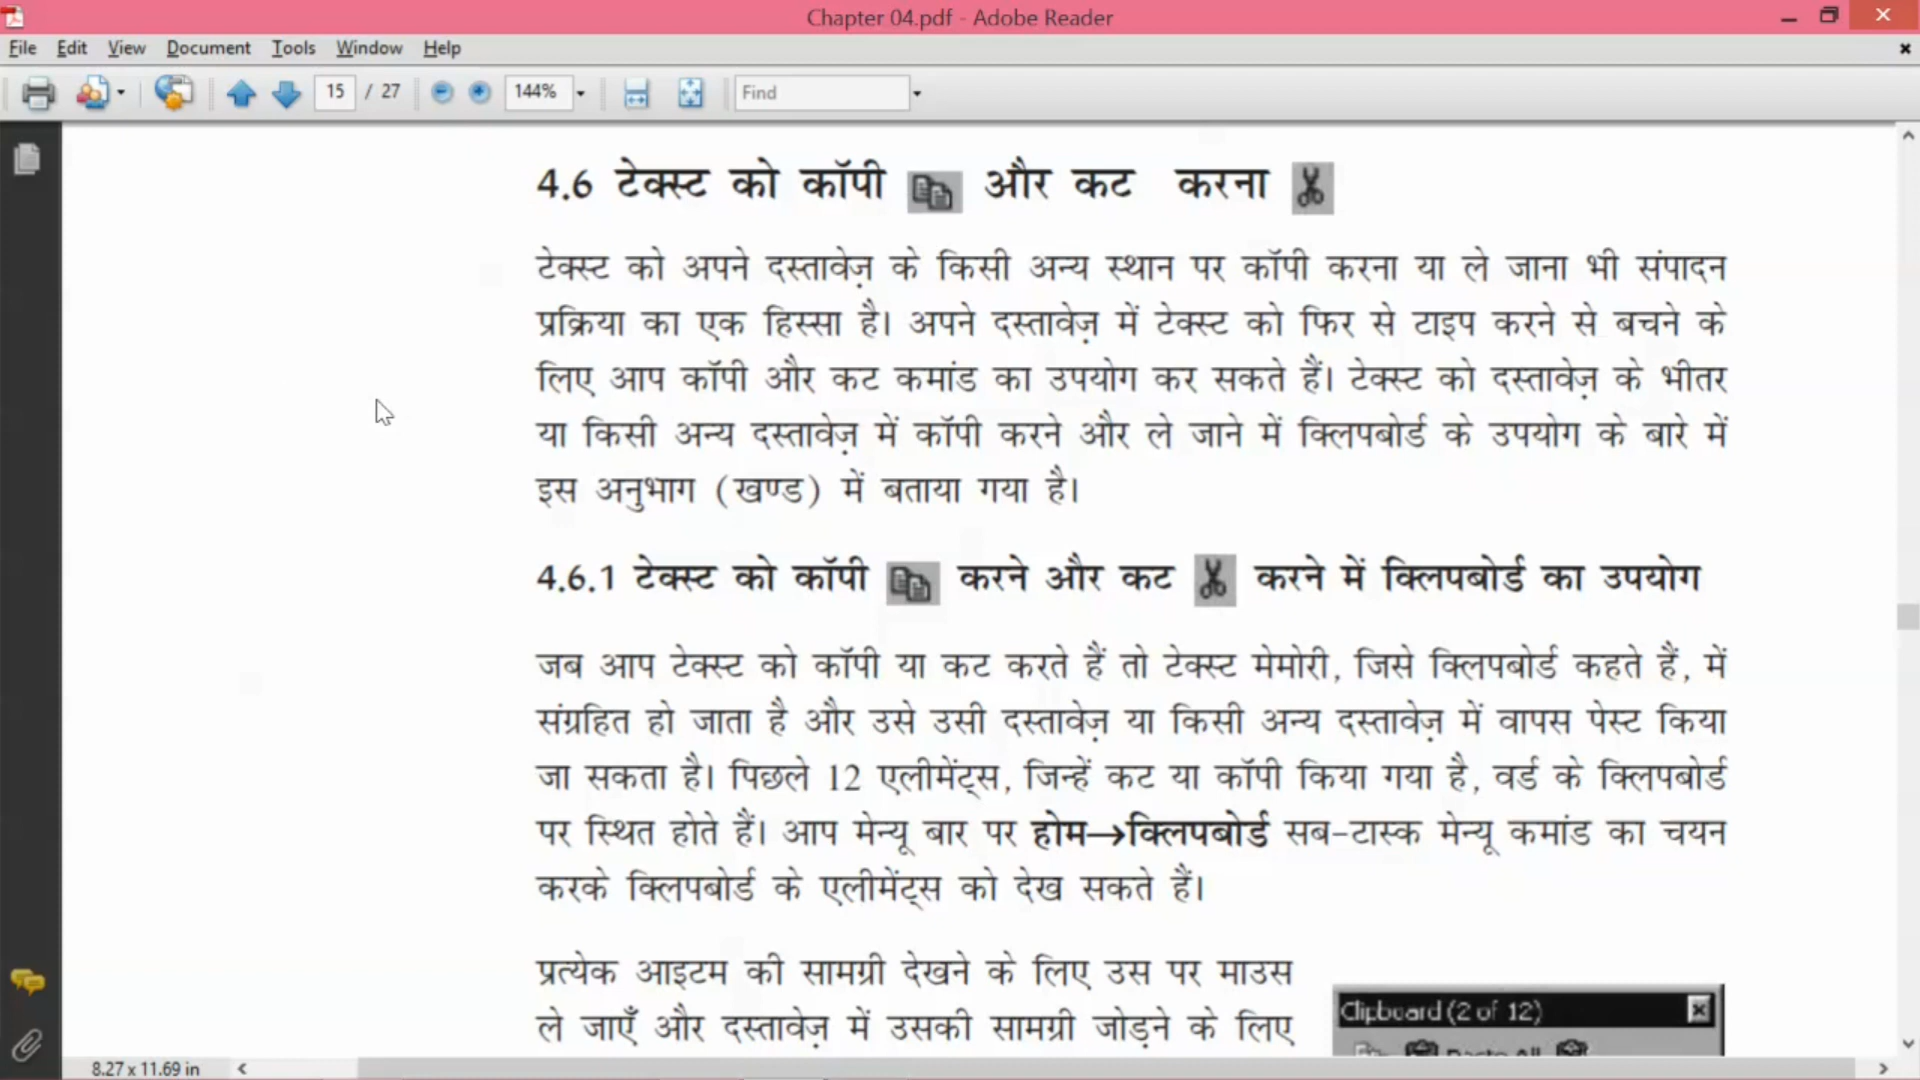 Chapter 04.pdf - Adobe Reader
File Edit View Document Tools Window Help
15 / 27 144% Find
4.6 टेक्स्ट को कॉपी और कट करना
टेक्स्ट को अपने दस्तावेज़ के किसी अन्य स्थान पर कॉपी करना या ले जाना भी संपादन
प्रक्रिया का एक हिस्सा है। अपने दस्तावेज़ में टेक्स्ट को फिर से टाइप करने से बचने के
लिए आप कॉपी और कट कमांड का उपयोग कर सकते हैं। टेक्स्ट को दस्तावेज़ के भीतर
या किसी अन्य दस्तावेज़ में कॉपी करने और ले जाने में क्लिपबोर्ड के उपयोग के बारे में
इस अनुभाग (खण्ड) में बताया गया है।
4.6.1 टेक्स्ट को कॉपी करने और कट करने में क्लिपबोर्ड का उपयोग
जब आप टेक्स्ट को कॉपी या कट करते हैं तो टेक्स्ट मेमोरी, जिसे क्लिपबोर्ड कहते हैं, में
संग्रहित हो जाता है और उसे उसी दस्तावेज़ या किसी अन्य दस्तावेज़ में वापस पेस्ट किया
जा सकता है। पिछले 12 एलीमेंट्स, जिन्हें कट या कॉपी किया गया है, वर्ड के क्लिपबोर्ड
पर स्थित होते हैं। आप मेन्यू बार पर होम→क्लिपबोर्ड सब-टास्क मेन्यू कमांड का चयन
करके क्लिपबोर्ड के एलीमेंट्स को देख सकते हैं।
प्रत्येक आइटम की सामग्री देखने के लिए उस पर माउस
ले जाएँ और दस्तावेज़ में उसकी सामग्री जोड़ने के लिए
Clipboard (2 of 12)
Paste All
8.27 x 11.69 in